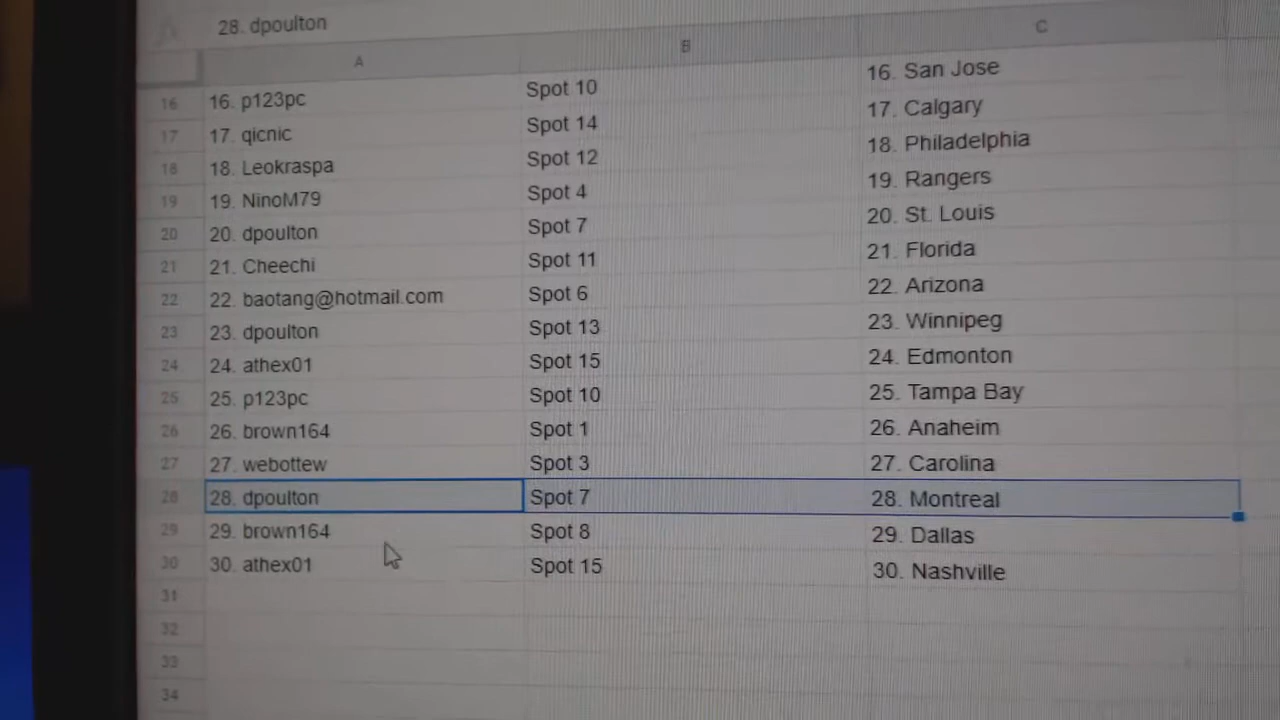 28. dpoulton
A B C
16 16. p123pc Spot 10 16. San Jose
17 17. qicnic Spot 14 17. Calgary
18 18. Leokraspa Spot 12 18. Philadelphia
19 19. NinoM79 Spot 4 19. Rangers
20 20. dpoulton Spot 7 20. St. Louis
21 21. Cheechi Spot 11 21. Florida
22 22. baotang@hotmail.com Spot 6 22. Arizona
23 23. dpoulton Spot 13 23. Winnipeg
24 24. athex01 Spot 15 24. Edmonton
25 25. p123pc Spot 10 25. Tampa Bay
26 26. brown164 Spot 1 26. Anaheim
27 27. webottew Spot 3 27. Carolina
28 28. dpoulton Spot 7 28. Montreal
29 29. brown164 Spot 8 29. Dallas
30 30. athex01 Spot 15 30. Nashville
31
32
33
34